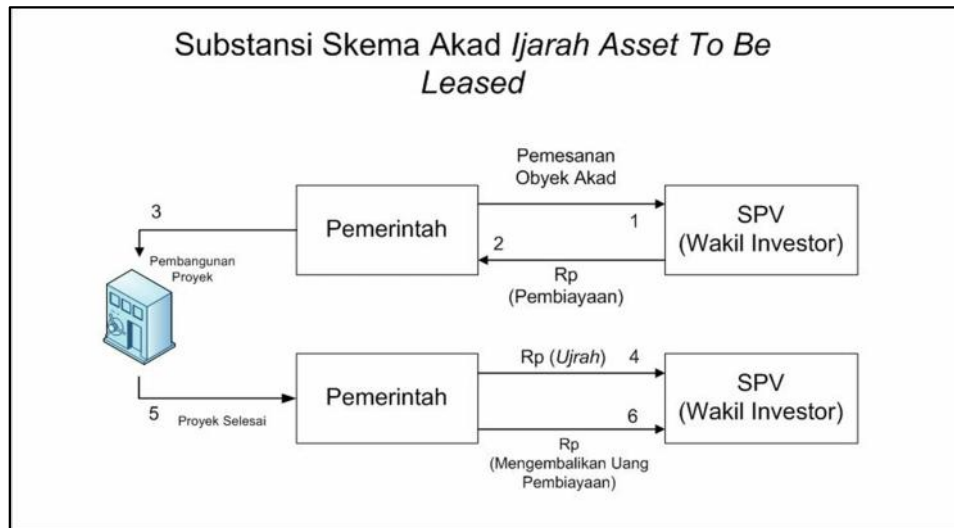 Substansi Skema Akad Ijarah Asset To Be
Leased
Pemesanan
Obyek Akad
3
Pemerintah
1
SPV
(Wakil Investor)
2
Pembangunan
Proyek
Rp
(Pembiayaan)
Rp (Ujrah)
4
Pemerintah
SPV
(Wakil Investor)
5
Proyek Selesai
6
Rp
(Mengembalikan Uang
Pembiayaan)